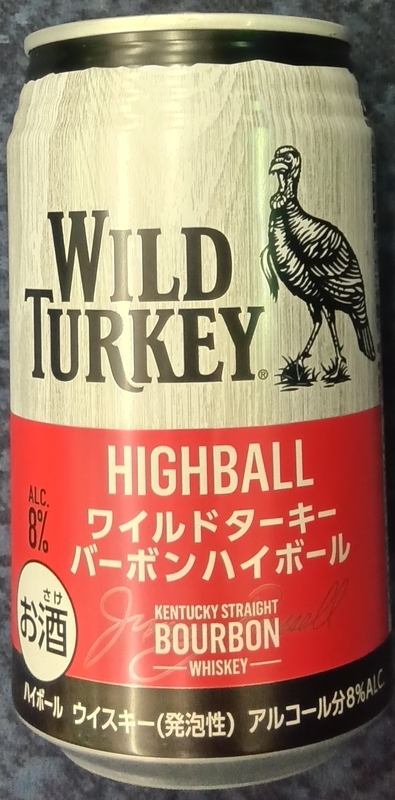 WILD
TURKEY®
HIGHBALL
ALC.
8%
ワイルドターキー
バーボンハイボール
さけ
お酒
KENTUCKY STRAIGHT
BOURBON
WHISKEY
ハイボール ウイスキー(発泡性) アルコール分8%ALC.